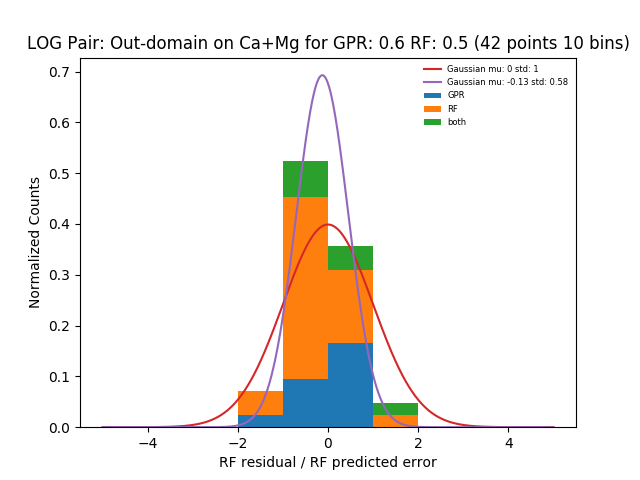 LOG Pair: Out-domain on Ca+Mg for GPR: 0.6 RF: 0.5 (42 points 10 bins)
Gaussian mu: 0 std: 1
Gaussian mu: -0.13 std: 0.58
GPR
RF
both
Normalized Counts
0.7
0.6
0.5
0.4
0.3
0.2
0.1
0.0
−4 −2 0 2 4
RF residual / RF predicted error